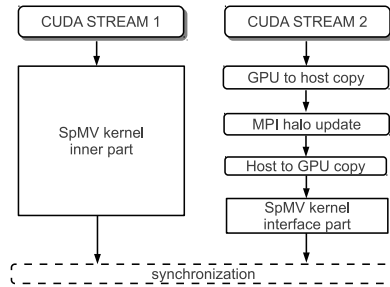 CUDA STREAM 1
SpMV kernel
inner part
CUDA STREAM 2
GPU to host copy
MPI halo update
Host to GPU copy
SpMV kernel
interface part
synchronization